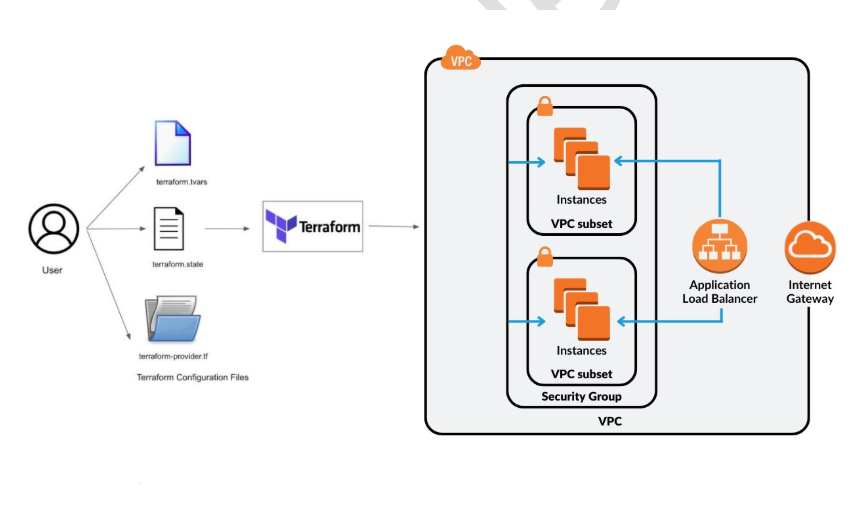 VPC
terraform.tvars
User
terraform.state
Terraform
terraform-provider.tf
Terraform Configuration Files
Instances
VPC subset
Instances
VPC subset
Security Group
VPC
Application
Load Balancer
Internet
Gateway